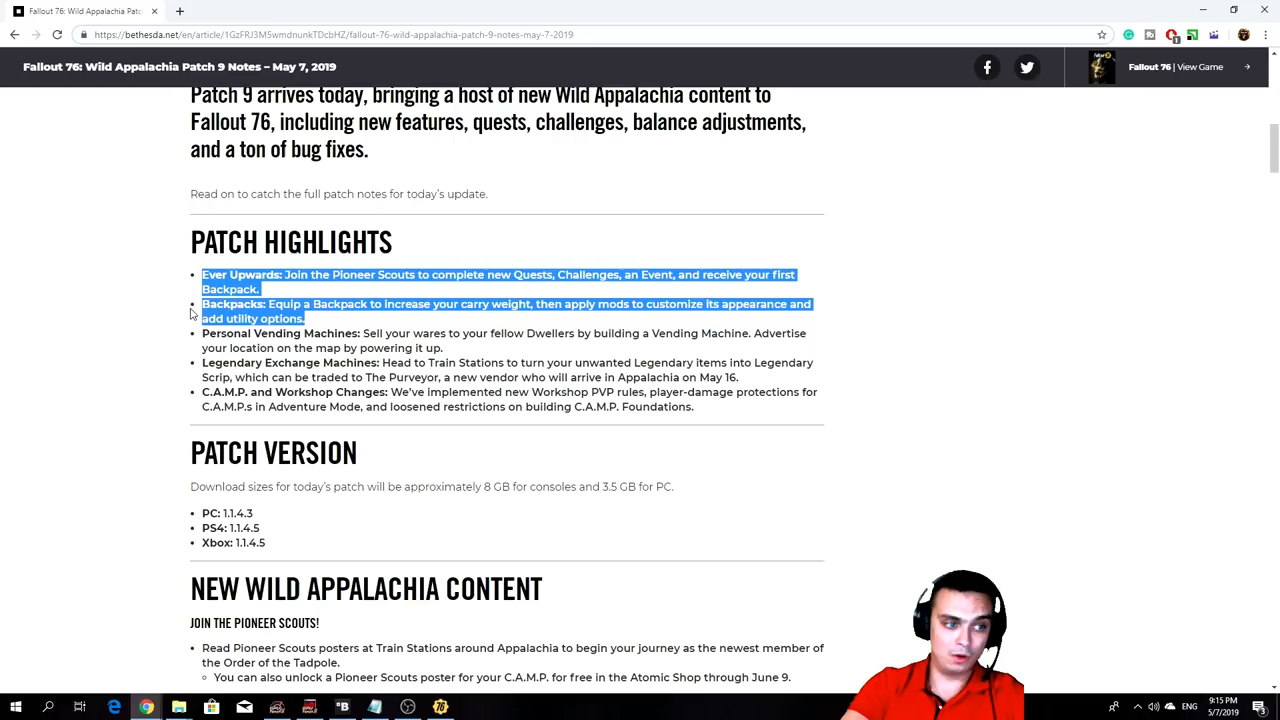 Fallout 76: Wild Appalachia Patc
https://bethesda.net/en/article/1GzFRJ3M5wmdnunkTDcbHZ/fallout-76-wild-appalachia-patch-9-notes-may-7-2019
Fallout 76: Wild Appalachia Patch 9 Notes – May 7, 2019
Fallout 76 | View Game
Patch 9 arrives today, bringing a host of new Wild Appalachia content to
Fallout 76, including new features, quests, challenges, balance adjustments,
and a ton of bug fixes.
Read on to catch the full patch notes for today's update.
PATCH HIGHLIGHTS
• Ever Upwards: Join the Pioneer Scouts to complete new Quests, Challenges, an Event, and receive your first
Backpack.
• Backpacks: Equip a Backpack to increase your carry weight, then apply mods to customize its appearance and
add utility options.
• Personal Vending Machines: Sell your wares to your fellow Dwellers by building a Vending Machine. Advertise
your location on the map by powering it up.
• Legendary Exchange Machines: Head to Train Stations to turn your unwanted Legendary items into Legendary
Scrip, which can be traded to The Purveyor, a new vendor who will arrive in Appalachia on May 16.
• C.A.M.P. and Workshop Changes: We've implemented new Workshop PVP rules, player-damage protections for
C.A.M.P.s in Adventure Mode, and loosened restrictions on building C.A.M.P. Foundations.
PATCH VERSION
Download sizes for today's patch will be approximately 8 GB for consoles and 3.5 GB for PC.
• PC: 1.1.4.3
• PS4: 1.1.4.5
• Xbox: 1.1.4.5
NEW WILD APPALACHIA CONTENT
JOIN THE PIONEER SCOUTS!
• Read Pioneer Scouts posters at Train Stations around Appalachia to begin your journey as the newest member of
the Order of the Tadpole.
○ You can also unlock a Pioneer Scouts poster for your C.A.M.P. for free in the Atomic Shop through June 9.
ENG
9:15 PM
5/7/2019